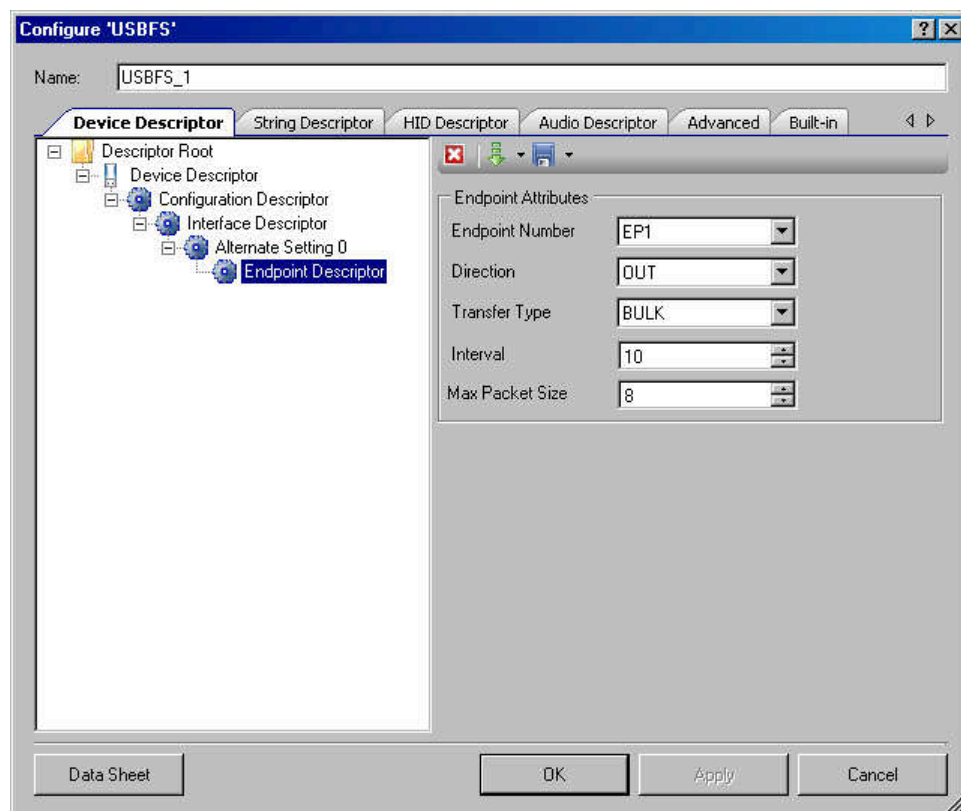 Configure 'USBFS'
Name: USBFS_1
Device Descriptor String Descriptor HID Descriptor Audio Descriptor Advanced Built-in
Descriptor Root
Device Descriptor
Configuration Descriptor
Interface Descriptor
Alternate Setting 0
Endpoint Descriptor
Endpoint Attributes
Endpoint Number EP1
Direction OUT
Transfer Type BULK
Interval 10
Max Packet Size 8
Data Sheet OK Apply Cancel